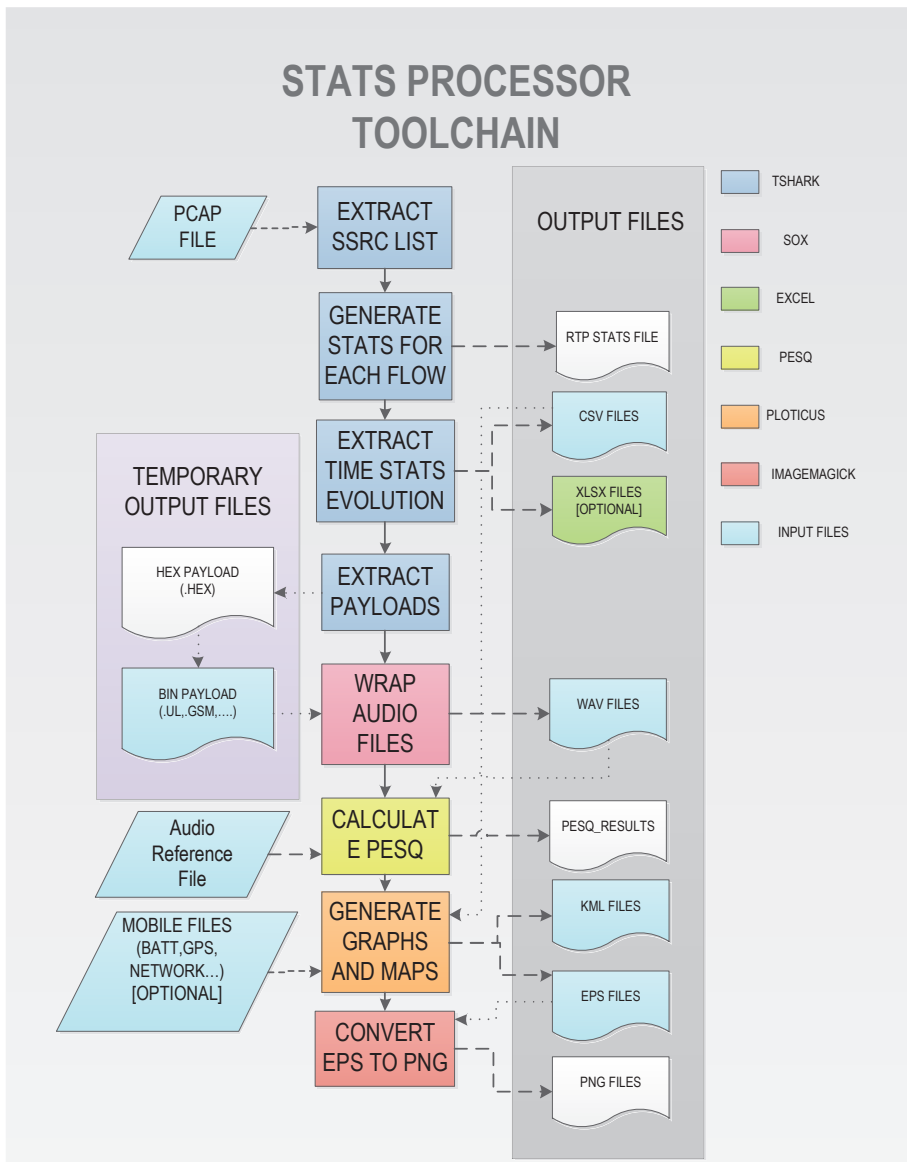 STATS PROCESSOR
TOOLCHAIN
PCAP
FILE
EXTRACT
SSRC LIST
GENERATE
STATS FOR
EACH FLOW
EXTRACT
TIME STATS
EVOLUTION
EXTRACT
PAYLOADS
WRAP
AUDIO
FILES
CALCULAT
E PESQ
GENERATE
GRAPHS
AND MAPS
CONVERT
EPS TO PNG
TEMPORARY
OUTPUT FILES
HEX PAYLOAD
(.HEX)
BIN PAYLOAD
(.UL,.GSM,....)
Audio
Reference
File
MOBILE FILES
(BATT,GPS,
NETWORK...)
[OPTIONAL]
OUTPUT FILES
RTP STATS FILE
CSV FILES
XLSX FILES
[OPTIONAL]
WAV FILES
PESQ_RESULTS
KML FILES
EPS FILES
PNG FILES
TSHARK
SOX
EXCEL
PESQ
PLOTICUS
IMAGEMAGICK
INPUT FILES